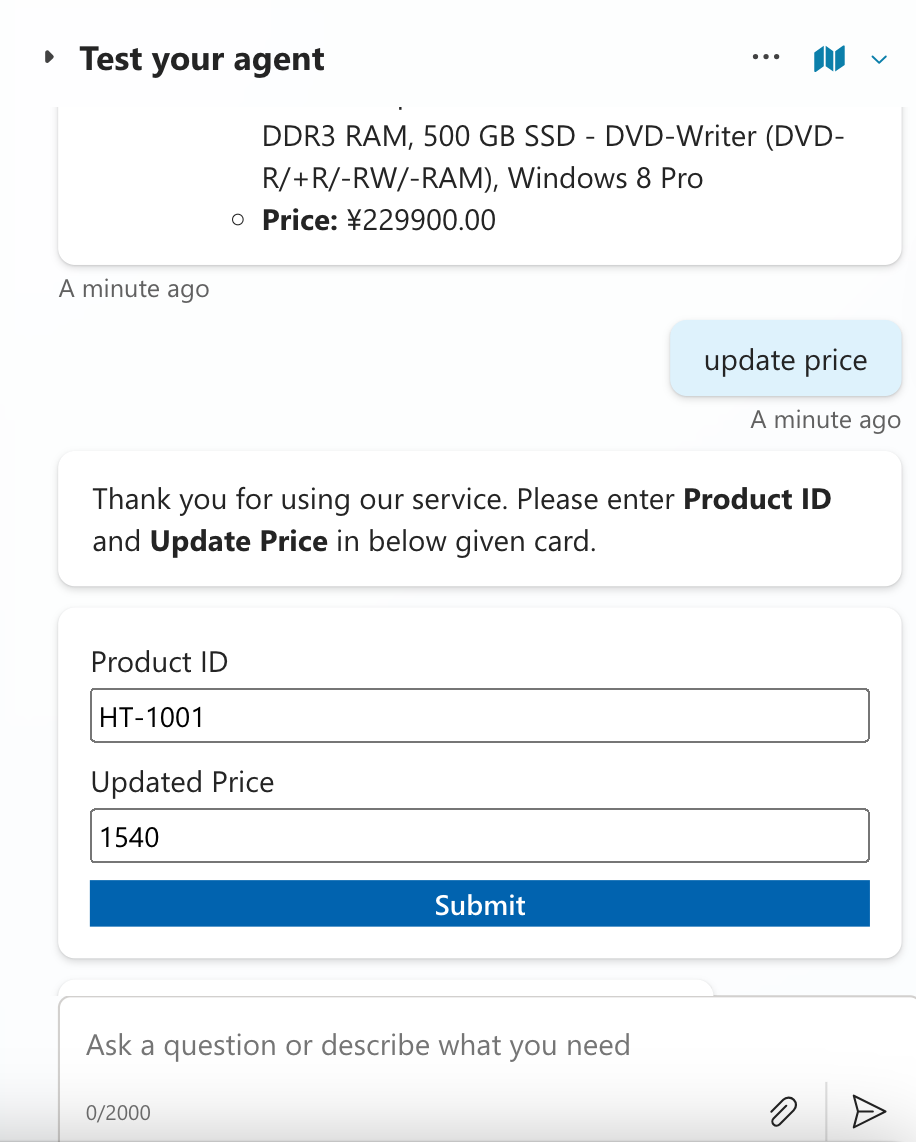 Test your agent
DDR3 RAM, 500 GB SSD - DVD-Writer (DVD-
R/+R/-RW/-RAM), Windows 8 Pro
Price: ¥229900.00
A minute ago
update price
A minute ago
Thank you for using our service. Please enter Product ID
and Update Price in below given card.
Product ID
HT-1001
Updated Price
1540
Submit
Ask a question or describe what you need
0/2000